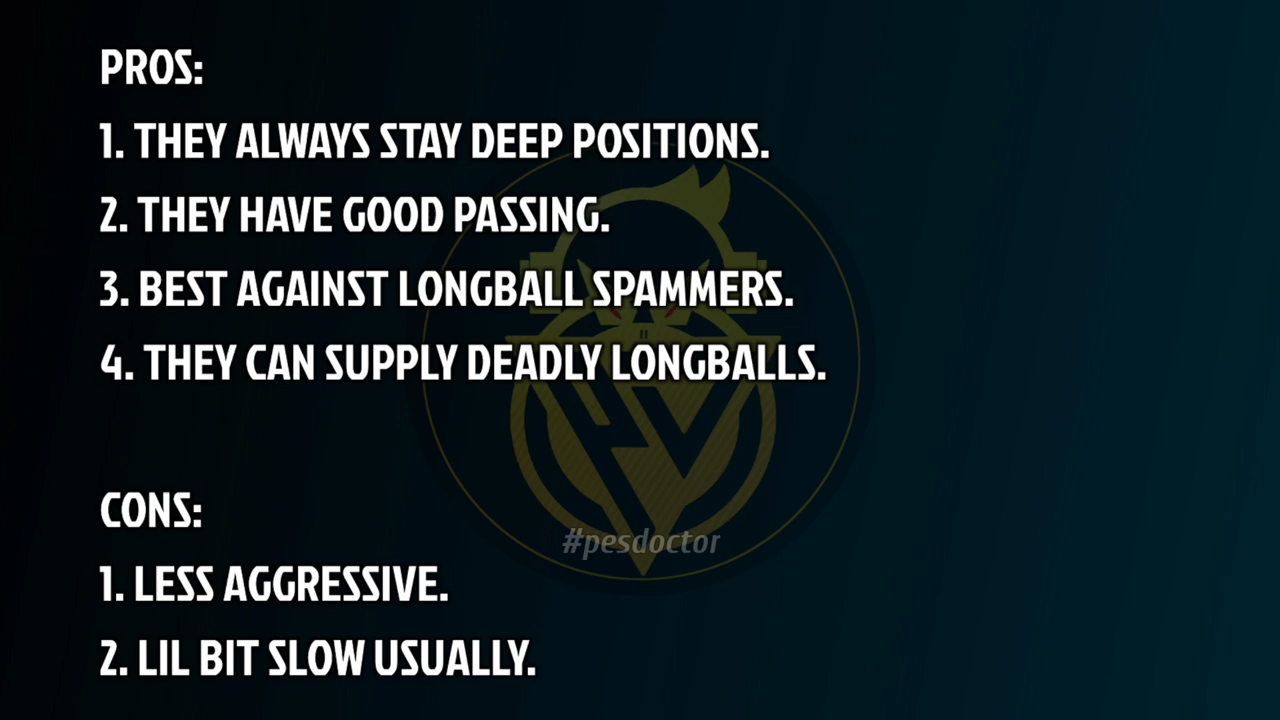 PROS:
1. THEY ALWAYS STAY DEEP POSITIONS.
2. THEY HAVE GOOD PASSING.
3. BEST AGAINST LONGBALL SPAMMERS.
4. THEY CAN SUPPLY DEADLY LONGBALLS.
CONS:
#pesdoctor
1. LESS AGGRESSIVE.
2. LIL BIT SLOW USUALLY.